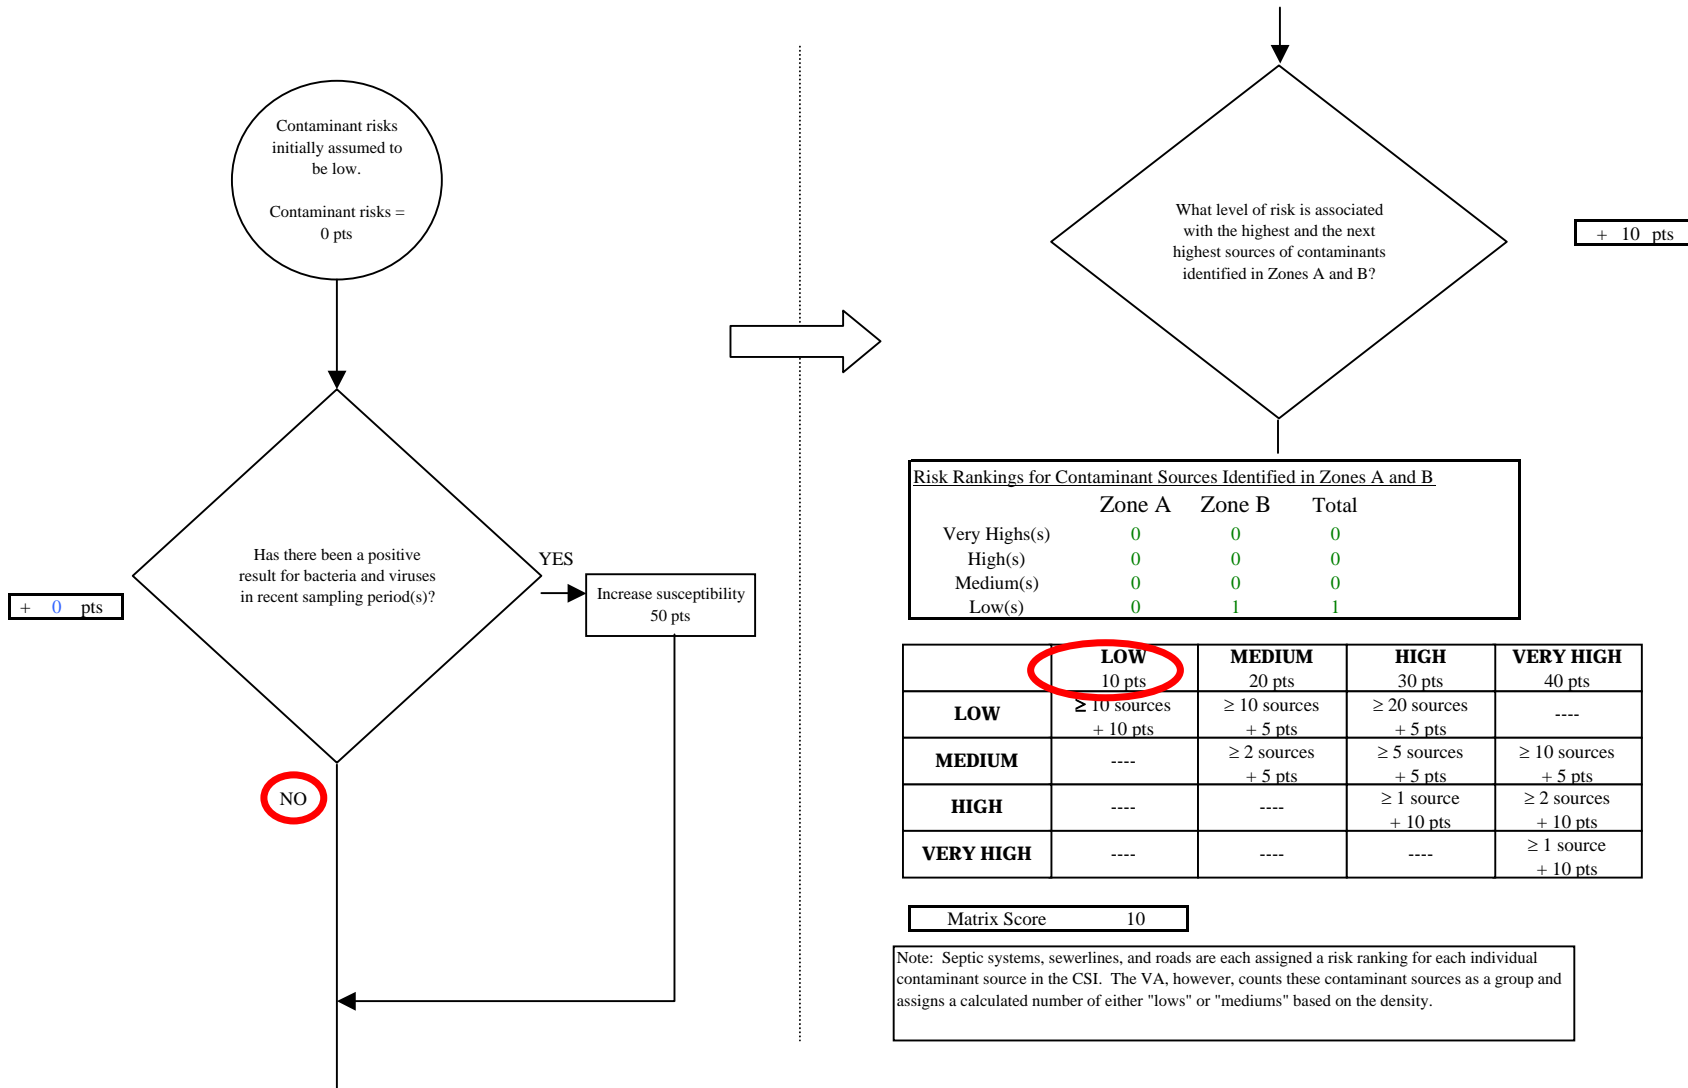 Contaminant risks
initially assumed to
be low.
Contaminant risks =
0 pts
Has there been a positive
result for bacteria and viruses
in recent sampling period(s)?
YES
Increase susceptibility
50 pts
+ 0 pts
NO
What level of risk is associated
with the highest and the next
highest sources of contaminants
identified in Zones A and B?
+ 10 pts
Risk Rankings for Contaminant Sources Identified in Zones A and B
Zone A Zone B Total
Very Highs(s) 0 0 0
High(s) 0 0 0
Medium(s) 0 0 0
Low(s) 0 1 1
LOW MEDIUM HIGH VERY HIGH
10 pts 20 pts 30 pts 40 pts
LOW ≥ 10 sources ≥ 10 sources ≥ 20 sources ----
+ 10 pts + 5 pts + 5 pts
MEDIUM ---- ≥ 2 sources ≥ 5 sources ≥ 10 sources
+ 5 pts + 5 pts + 5 pts
HIGH ---- ---- ≥ 1 source ≥ 2 sources
+ 10 pts + 10 pts
VERY HIGH ---- ---- ---- ≥ 1 source
+ 10 pts
Matrix Score 10
Note: Septic systems, sewerlines, and roads are each assigned a risk ranking for each individual
contaminant source in the CSI. The VA, however, counts these contaminant sources as a group and
assigns a calculated number of either "lows" or "mediums" based on the density.